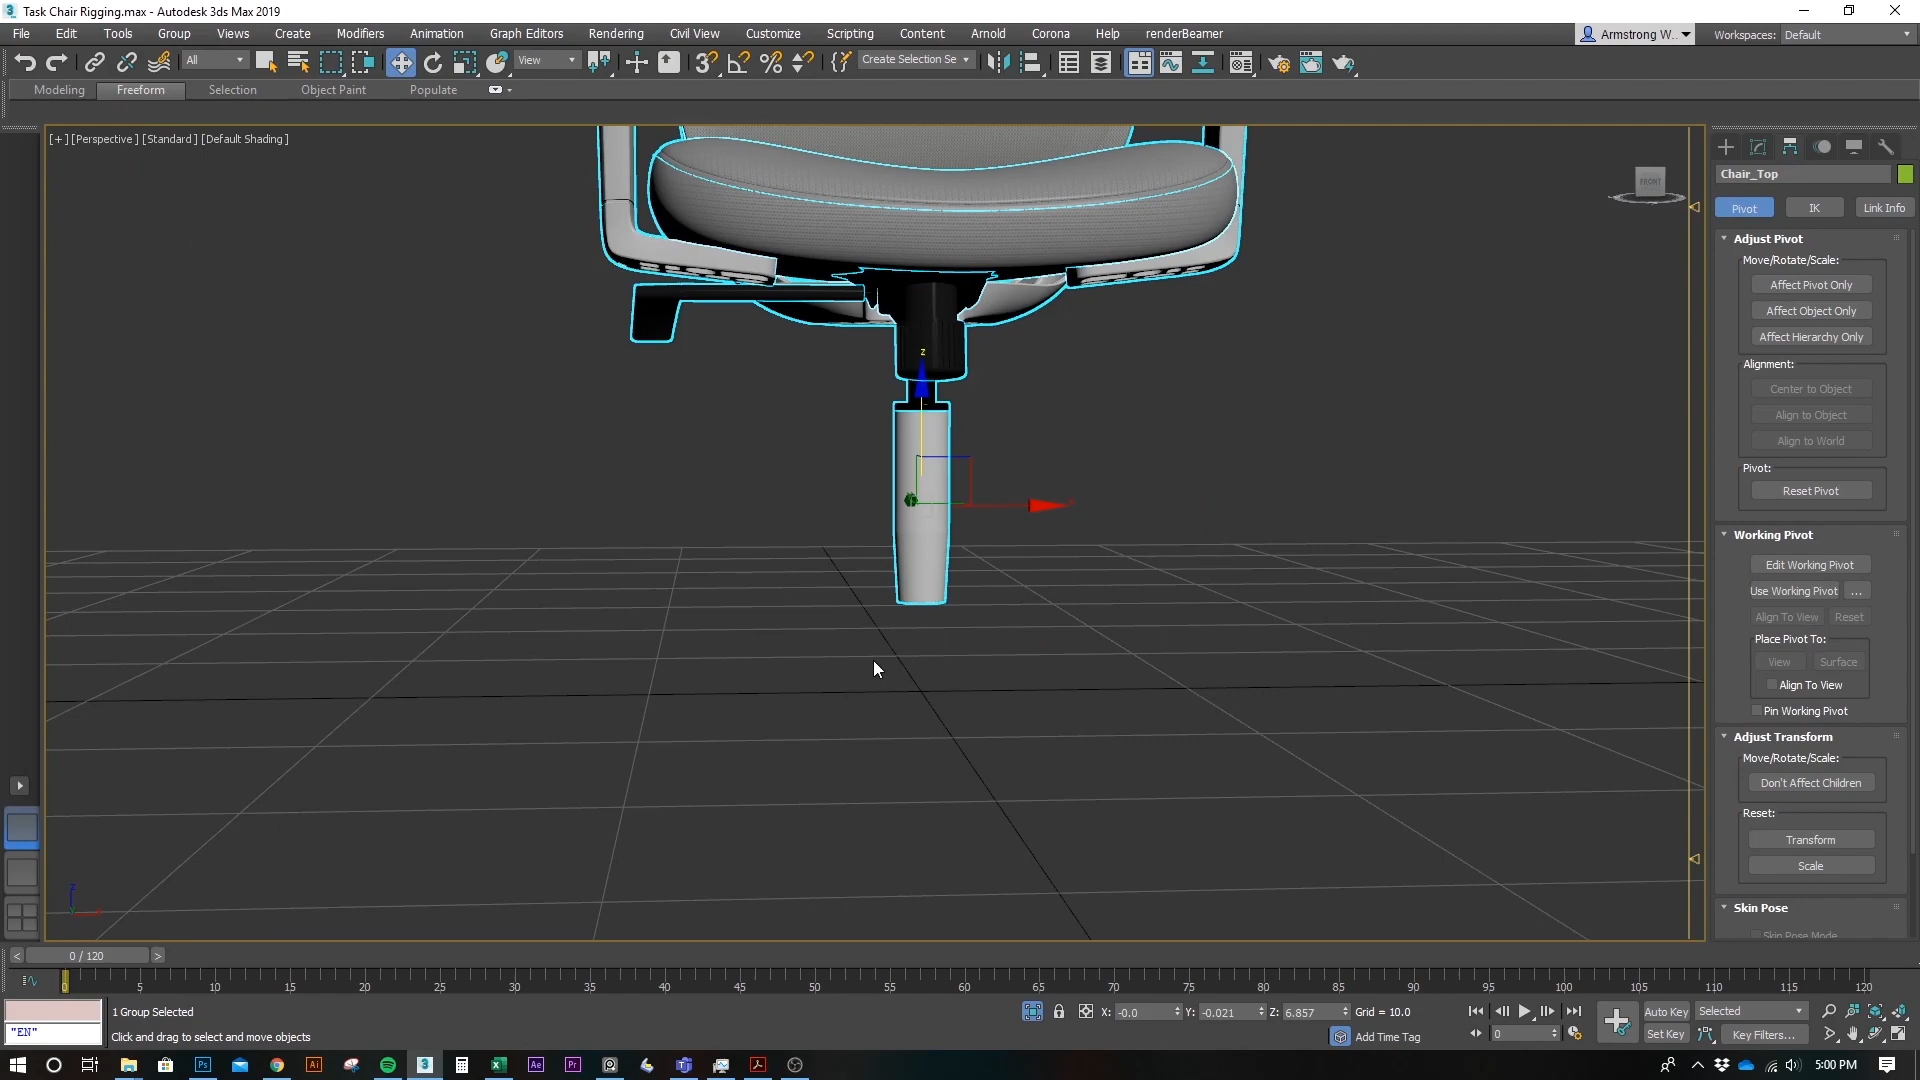 Task Chair Rigging.max - Autodesk 3ds Max 2019
File Edit Tools Group Views Create Modifiers Animation Graph Editors Rendering Civil View Customize Scripting Content Arnold Corona Help renderBeamer Armstrong W... Workspaces: Default
All View Create Selection Se
Modeling Freeform Selection Object Paint Populate
[+] [Perspective] [Standard] [Default Shading]
FRONT
Chair_Top
Pivot IK Link Info
Adjust Pivot
Move/Rotate/Scale:
Affect Pivot Only
Affect Object Only
Affect Hierarchy Only
Alignment:
Center to Object
Align to Object
Align to World
Pivot:
Reset Pivot
Working Pivot
Edit Working Pivot
Use Working Pivot ...
Align To View Reset
Place Pivot To:
View Surface
Align To View
Pin Working Pivot
Adjust Transform
Move/Rotate/Scale:
Don't Affect Children
Reset:
Transform
Scale
Skin Pose
Skin Pose Mode
z
z
< 0 / 120 >
0 5 10 15 20 25 30 35 40 45 50 55 60 65 70 75 80 85 90 95 100 105 110 115 120
1 Group Selected X: -0.0 Y: -0.021 Z: 6.857 Grid = 10.0 Auto Key Selected
"EN" Click and drag to select and move objects Add Time Tag 0 Set Key Key Filters...
5:00 PM